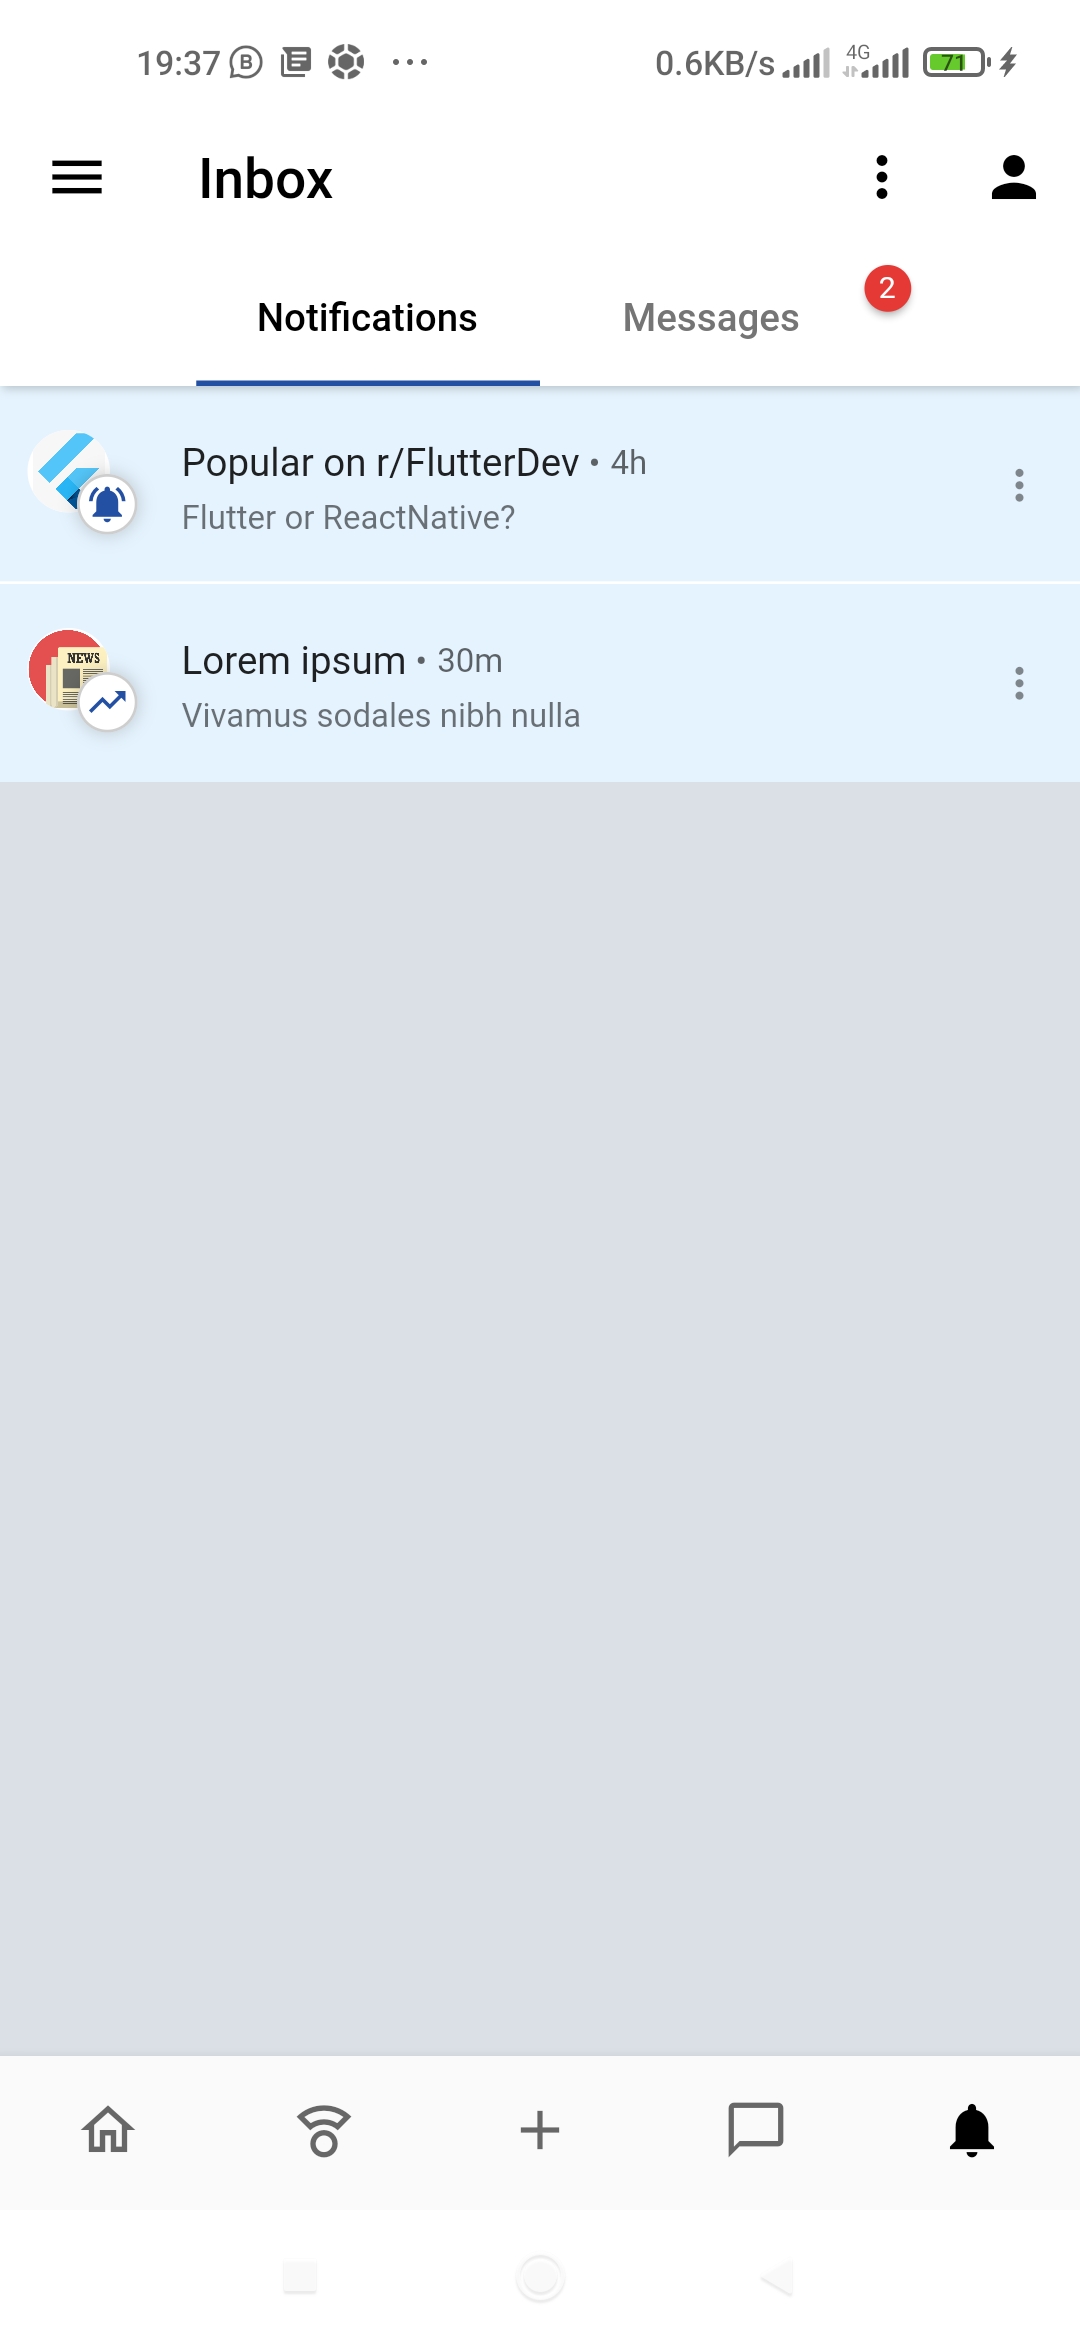 19:37 B 0.6KB/s 4G 71
Inbox
Notifications Messages 2
Popular on r/FlutterDev • 4h
Flutter or ReactNative?
NEWS
Lorem ipsum • 30m
Vivamus sodales nibh nulla